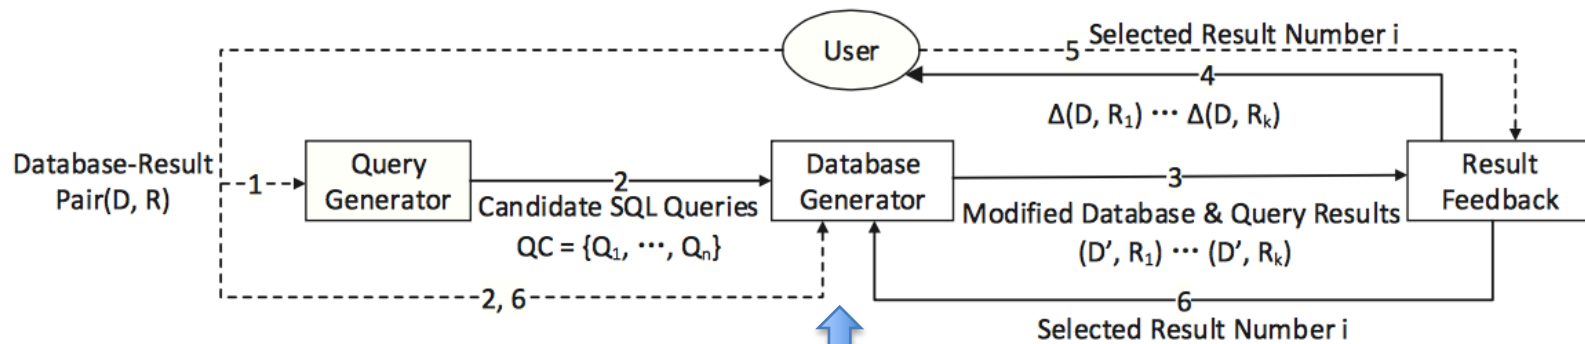 User
5
Selected Result Number i
4
Δ(D, R₁) ··· Δ(D, Rₖ)
Database-Result
Pair(D, R)
1
Query
Generator
2
Candidate SQL Queries
QC = {Q₁, ···, Qₙ}
Database
Generator
3
Modified Database & Query Results
(D’, R₁) ··· (D’, Rₖ)
Result
Feedback
2, 6
6
Selected Result Number i